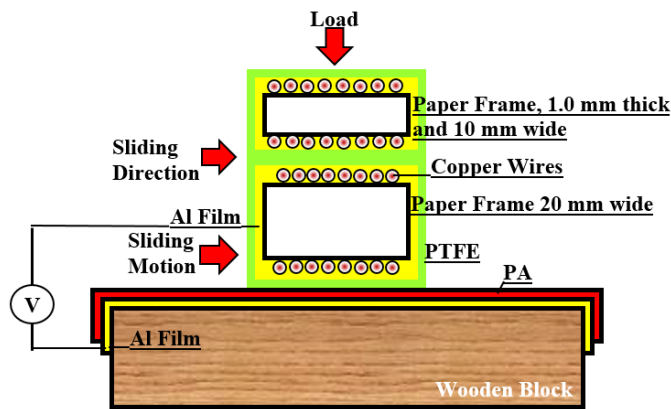 Load
Paper Frame, 1.0 mm thick
and 10 mm wide
Sliding
Direction
Copper Wires
Paper Frame 20 mm wide
Al Film
Sliding
Motion
PTFE
PA
V
Al Film
Wooden Block